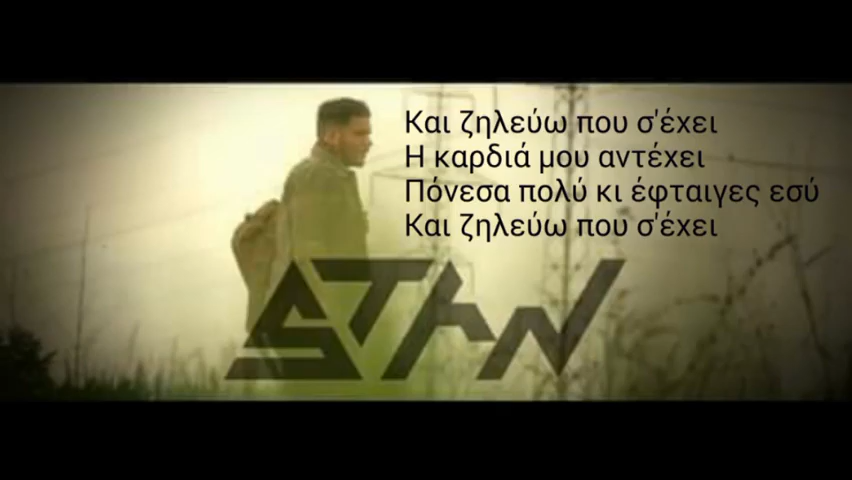 Και ζηλεύω που σ'έχει
Η καρδιά μου αντέχει
Πόνεσα πολύ κι έφταιγες εσύ
Και ζηλεύω που σ'έχει
STAN